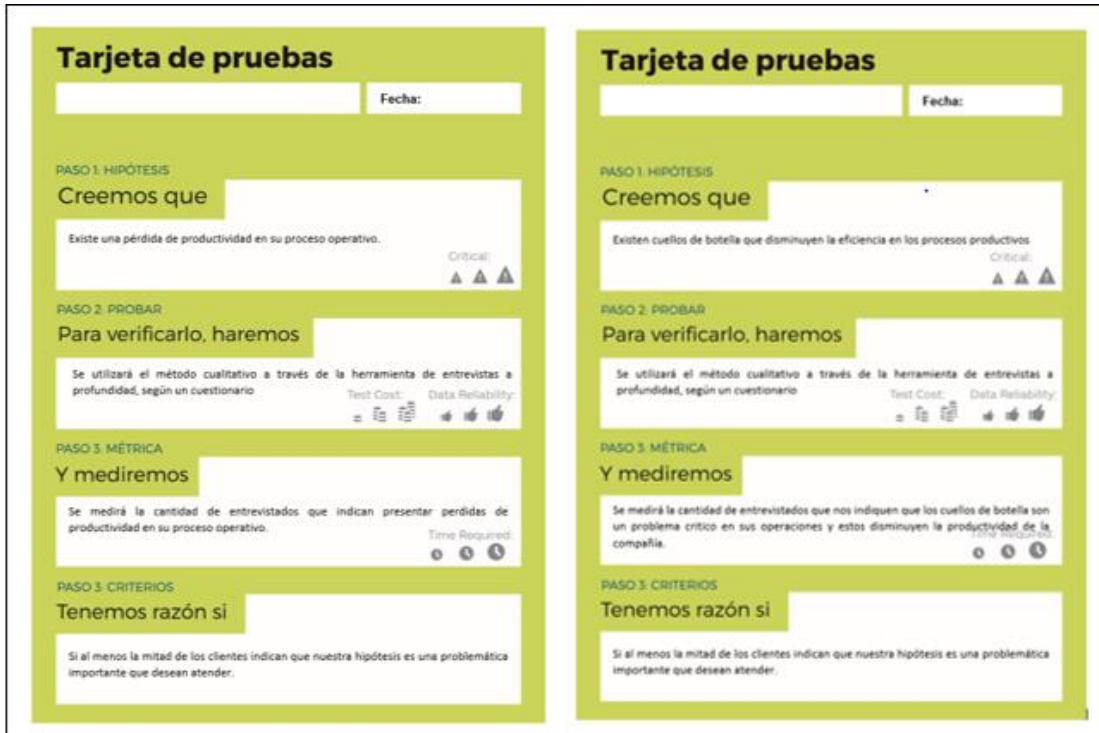 Tarjeta de pruebas
Fecha:
PASO 1: HIPÓTESIS
Creemos que
Existe una pérdida de productividad en su proceso operativo.
Critical:
PASO 2: PROBAR
Para verificarlo, haremos
Se utilizará el método cualitativo a través de la herramienta de entrevistas a
profundidad, según un cuestionario
Test Cost: Data Reliability:
PASO 3: MÉTRICA
Y mediremos
Se medirá la cantidad de entrevistados que indican presentar perdidas de
productividad en su proceso operativo.
Time Required:
PASO 3: CRITERIOS
Tenemos razón si
Si al menos la mitad de los clientes indican que nuestra hipótesis es una problemática
importante que desean atender.
Tarjeta de pruebas
Fecha:
PASO 1: HIPÓTESIS
Creemos que
Existen cuellos de botella que disminuyen la eficiencia en los procesos productivos
Critical:
PASO 2: PROBAR
Para verificarlo, haremos
Se utilizará el método cualitativo a través de la herramienta de entrevistas a
profundidad, según un cuestionario
Test Cost: Data Reliability:
PASO 3: MÉTRICA
Y mediremos
Se medirá la cantidad de entrevistados que nos indiquen que los cuellos de botella son
un problema critico en sus operaciones y estos disminuyen la productividad de la
compañía.
Time Required:
PASO 3: CRITERIOS
Tenemos razón si
Si al menos la mitad de los clientes indican que nuestra hipótesis es una problemática
importante que desean atender.